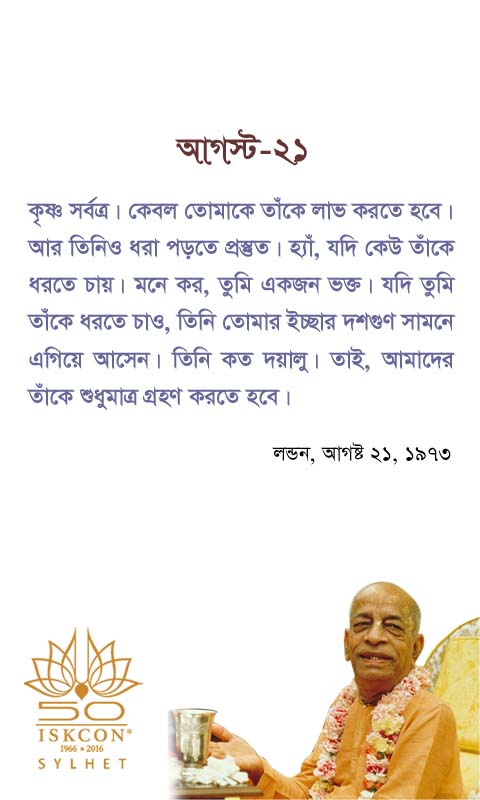 আগস্ট-২১
কৃষ্ণ সর্বত্র। কেবল তোমাকে তাঁকে লাভ করতে হবে।
আর তিনিও ধরা পড়তে প্রস্তুত। হ্যাঁ, যদি কেউ তাঁকে
ধরতে চায়। মনে কর, তুমি একজন ভক্ত। যদি তুমি
তাঁকে ধরতে চাও, তিনি তোমার ইচ্ছার দশগুণ সামনে
এগিয়ে আসেন। তিনি কত দয়ালু। তাই, আমাদের
তাঁকে শুধুমাত্র গ্রহণ করতে হবে।
লন্ডন, আগষ্ট ২১, ১৯৭৩
50
ISKCON®
1966 • 2016
SYLHET